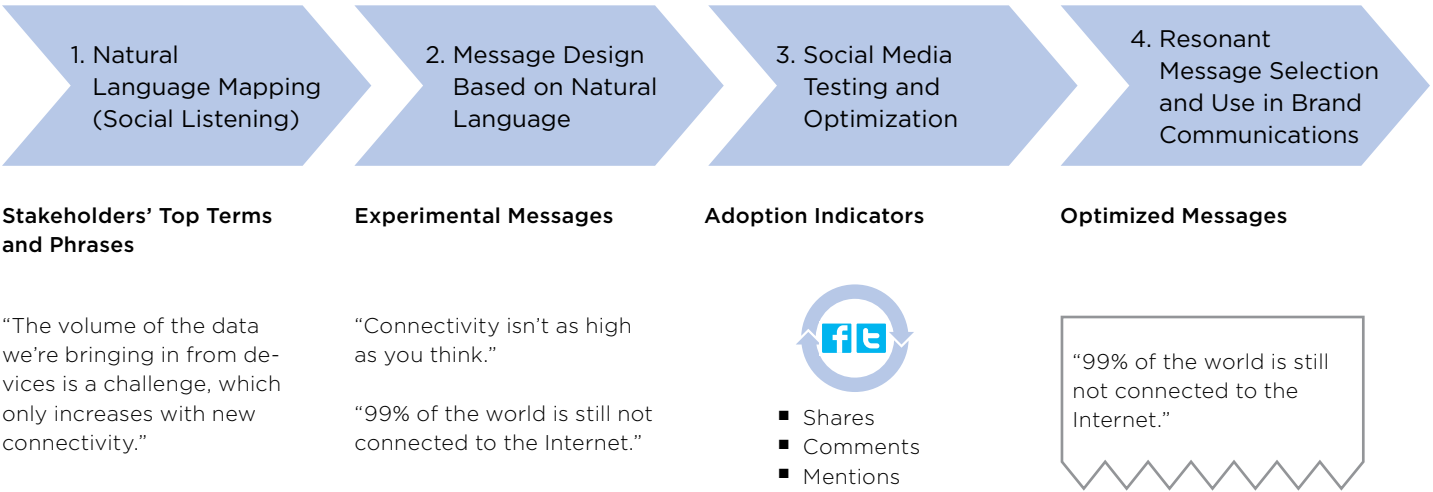 1. Natural
Language Mapping
(Social Listening)
2. Message Design
Based on Natural
Language
3. Social Media
Testing and
Optimization
4. Resonant
Message Selection
and Use in Brand
Communications
Stakeholders’ Top Terms
and Phrases
Experimental Messages
Adoption Indicators
Optimized Messages
“The volume of the data
we’re bringing in from de-
vices is a challenge, which
only increases with new
connectivity.”
“Connectivity isn’t as high
as you think.”
“99% of the world is still not
connected to the Internet.”
f t
■ Shares
■ Comments
■ Mentions
“99% of the world is still
not connected to the
Internet.”